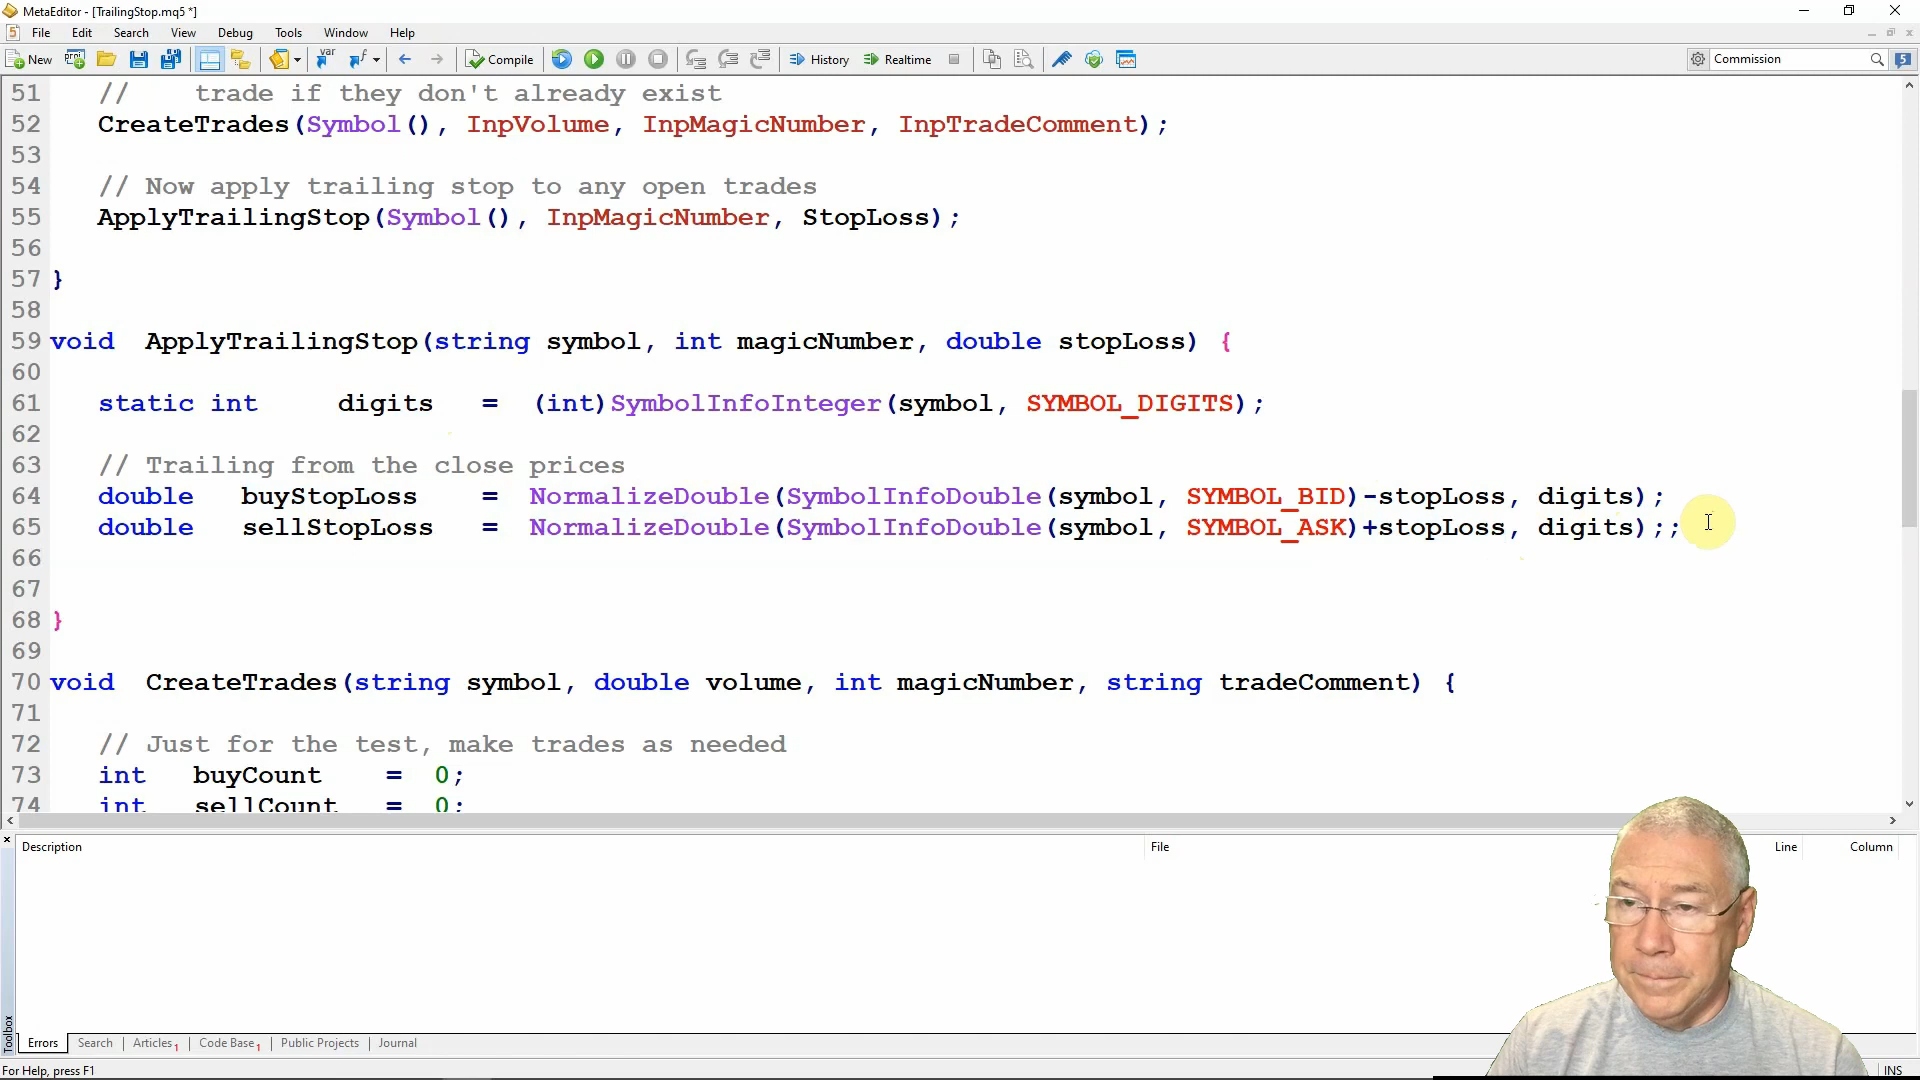 MetaEditor - [TrailingStop.mq5 *]
File Edit Search View Debug Tools Window Help
New Compile History Realtime Commission
51 // trade if they don't already exist
52 CreateTrades(Symbol(), InpVolume, InpMagicNumber, InpTradeComment);
53
54 // Now apply trailing stop to any open trades
55 ApplyTrailingStop(Symbol(), InpMagicNumber, StopLoss);
56
57 }
58
59 void ApplyTrailingStop(string symbol, int magicNumber, double stopLoss) {
60
61 static int digits = (int)SymbolInfoInteger(symbol, SYMBOL_DIGITS);
62
63 // Trailing from the close prices
64 double buyStopLoss = NormalizeDouble(SymbolInfoDouble(symbol, SYMBOL_BID)-stopLoss, digits);
65 double sellStopLoss = NormalizeDouble(SymbolInfoDouble(symbol, SYMBOL_ASK)+stopLoss, digits);;
66
67
68 }
69
70 void CreateTrades(string symbol, double volume, int magicNumber, string tradeComment) {
71
72 // Just for the test, make trades as needed
73 int buyCount = 0;
74 int sellCount = 0;
Description File Line Column
Toolbox
Errors Search Articles 1 Code Base 1 Public Projects Journal
For Help, press F1 INS